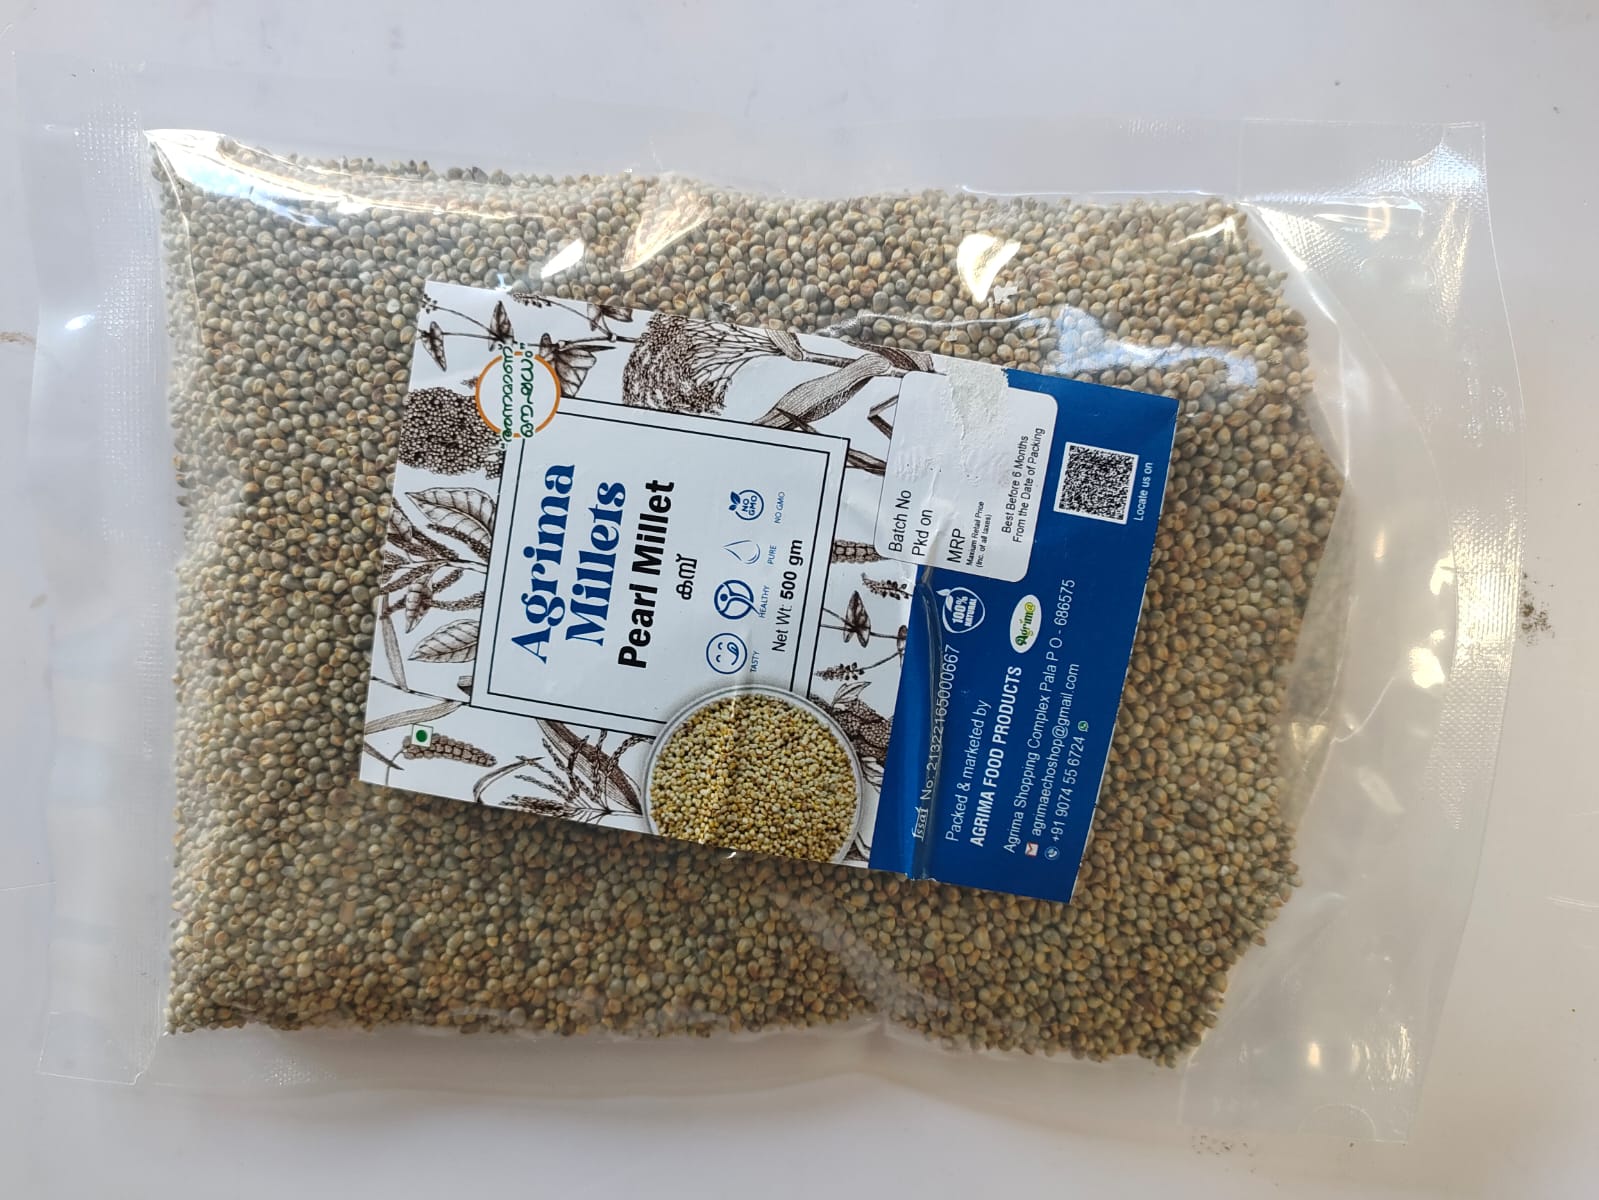 "അന്നമാണ്
ഔഷധം"
Agrima
Millets
Pearl Millet
കമ്പ്
TASTY
HEALTHY
PURE
NO
GMO
NO GMO
Net Wt: 500 gm
fssai No: 21322165000667
100%
NATURAL
Packed & marketed by
AGRIMA FOOD PRODUCTS
Agrim@
Agrima Shopping Complex Pala P O - 686575
agrimaechoshop@gmail.com
+91 9074 55 6724
Batch No
Pkd on
MRP
Maxium Retail Price
(Inc. of all taxes)
Best Before 6 Months
From the Date of Packing
Locate us on